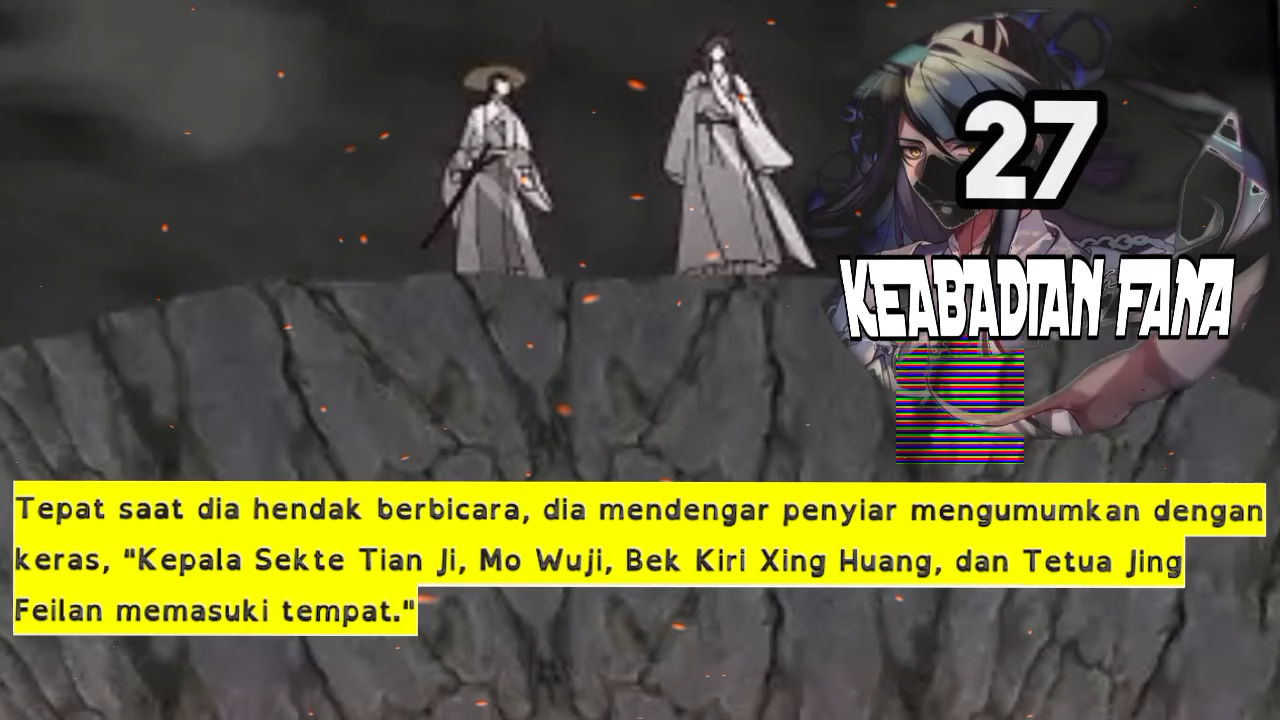 27
KEABADIAN FANA
Tepat saat dia hendak berbicara, dia mendengar penyiar mengumumkan dengan
keras, "Kepala Sekte Tian Ji, Mo Wuji, Bek Kiri Xing Huang, dan Tetua Jing
Feilan memasuki tempat."